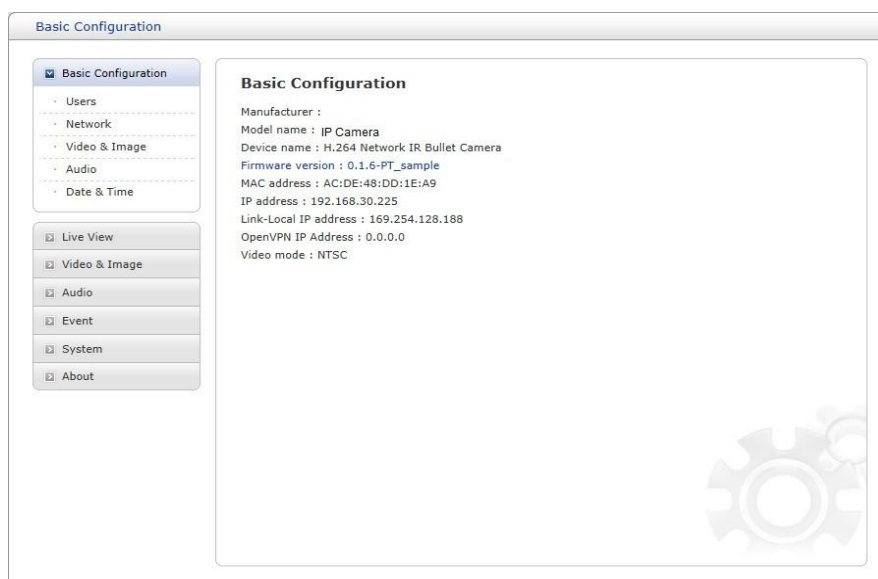 Basic Configuration
Basic Configuration
Users
Network
Video & Image
Audio
Date & Time
Live View
Video & Image
Audio
Event
System
About
Basic Configuration
Manufacturer :
Model name : IP Camera
Device name : H.264 Network IR Bullet Camera
Firmware version : 0.1.6-PT_sample
MAC address : AC:DE:48:DD:1E:A9
IP address : 192.168.30.225
Link-Local IP address : 169.254.128.188
OpenVPN IP Address : 0.0.0.0
Video mode : NTSC